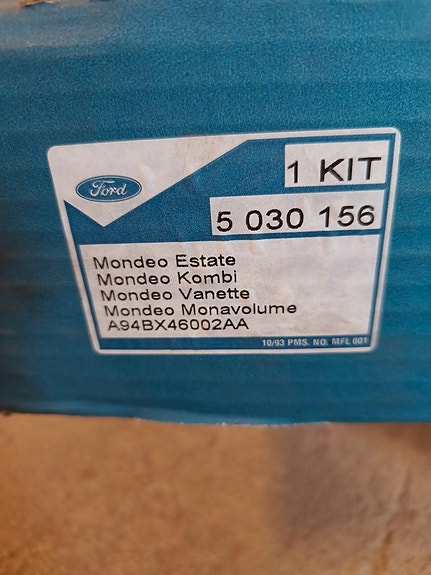 Ford
1 KIT
5 030 156
Mondeo Estate
Mondeo Kombi
Mondeo Vanette
Mondeo Monavolume
A94BX46002AA
10/93 PMS. NO. MFL 001